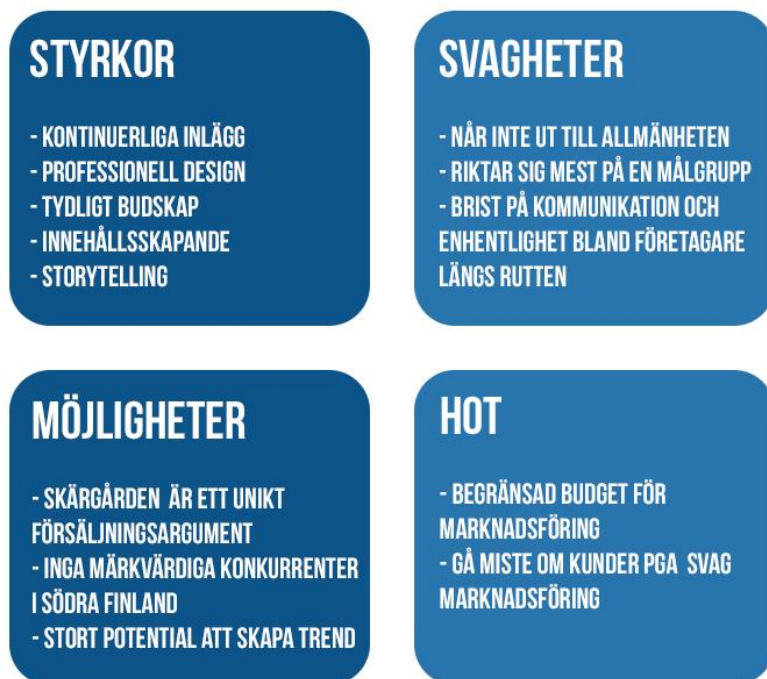 STYRKOR
- KONTINUERLIGA INLÄGG
- PROFESSIONELL DESIGN
- TYDLIGT BUDSKAP
- INNEHÅLLSSKAPANDE
- STORYTELLING
SVAGHETER
- NÅR INTE UT TILL ALLMÄNHETEN
- RIKTAR SIG MEST PÅ EN MÅLGRUPP
- BRIST PÅ KOMMUNIKATION OCH
ENHENTLIGHET BLAND FÖRETAGARE
LÄNGS RUTTEN
MÖJLIGHETER
- SKÄRGÅRDEN ÄR ETT UNIKT
FÖRSÄLJNINGSARGUMENT
- INGA MÄRKVÄRDIGA KONKURRENTER
I SÖDRA FINLAND
- STORT POTENTIAL ATT SKAPA TREND
HOT
- BEGRÄNSAD BUDGET FÖR
MARKNADSFÖRING
- GÅ MISTE OM KUNDER PGA SVAG
MARKNADSFÖRING